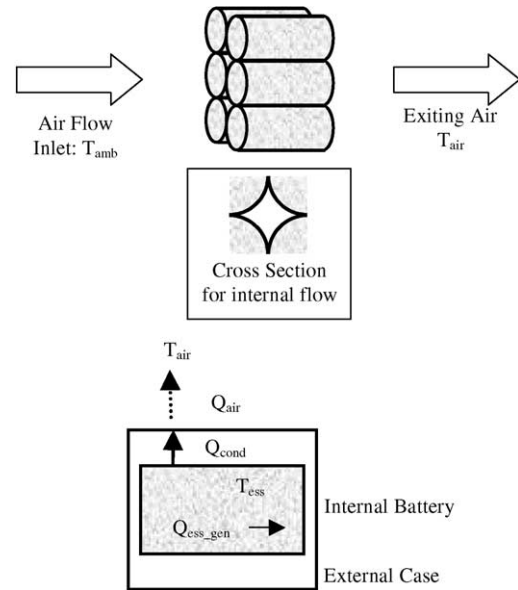 Air Flow
Inlet: T_amb
Exiting Air
T_air
Cross Section
for internal flow
T_air
Q_air
Q_cond
T_ess
Internal Battery
Q_ess_gen
External Case